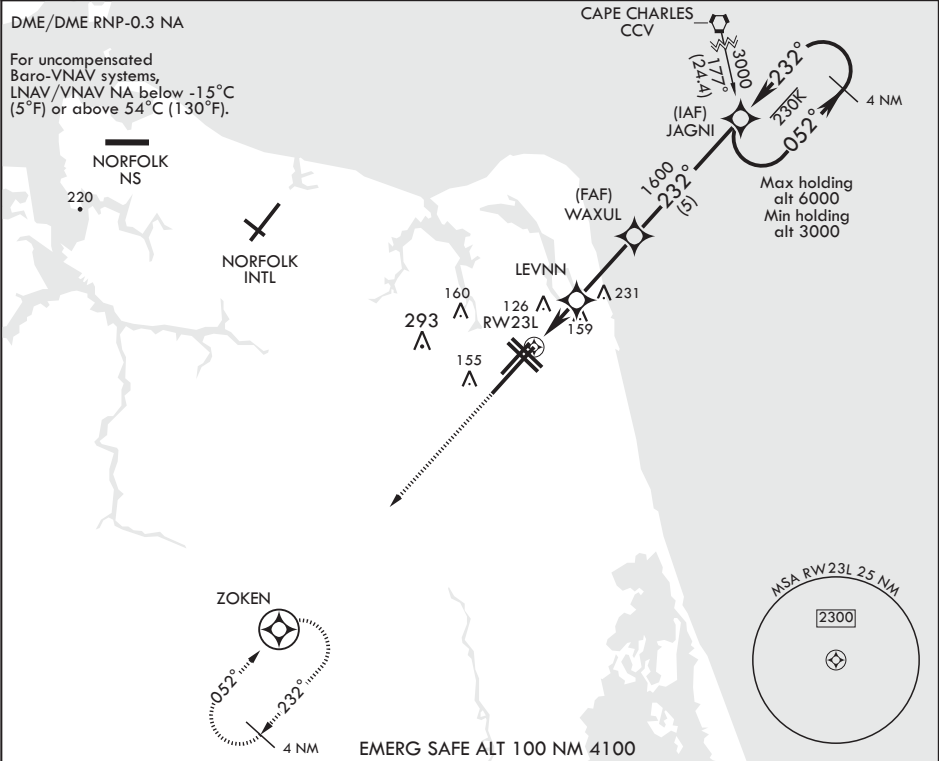 DME/DME RNP-0.3 NA
For uncompensated
Baro-VNAV systems,
LNAV/VNAV NA below -15°C
(5°F) or above 54°C (130°F).
CAPE CHARLES
CCV
3000
177°
(24.4)
232°
230K
052°
4 NM
(IAF)
JAGNI
Max holding
alt 6000
Min holding
alt 3000
1600
232°
(5)
NORFOLK
NS
220
NORFOLK
INTL
(FAF)
WAXUL
LEVNN
231
126
159
160
RW23L
293
155
ZOKEN
052°
232°
4 NM
MSA RW23L 25 NM
2300
EMERG SAFE ALT 100 NM 4100